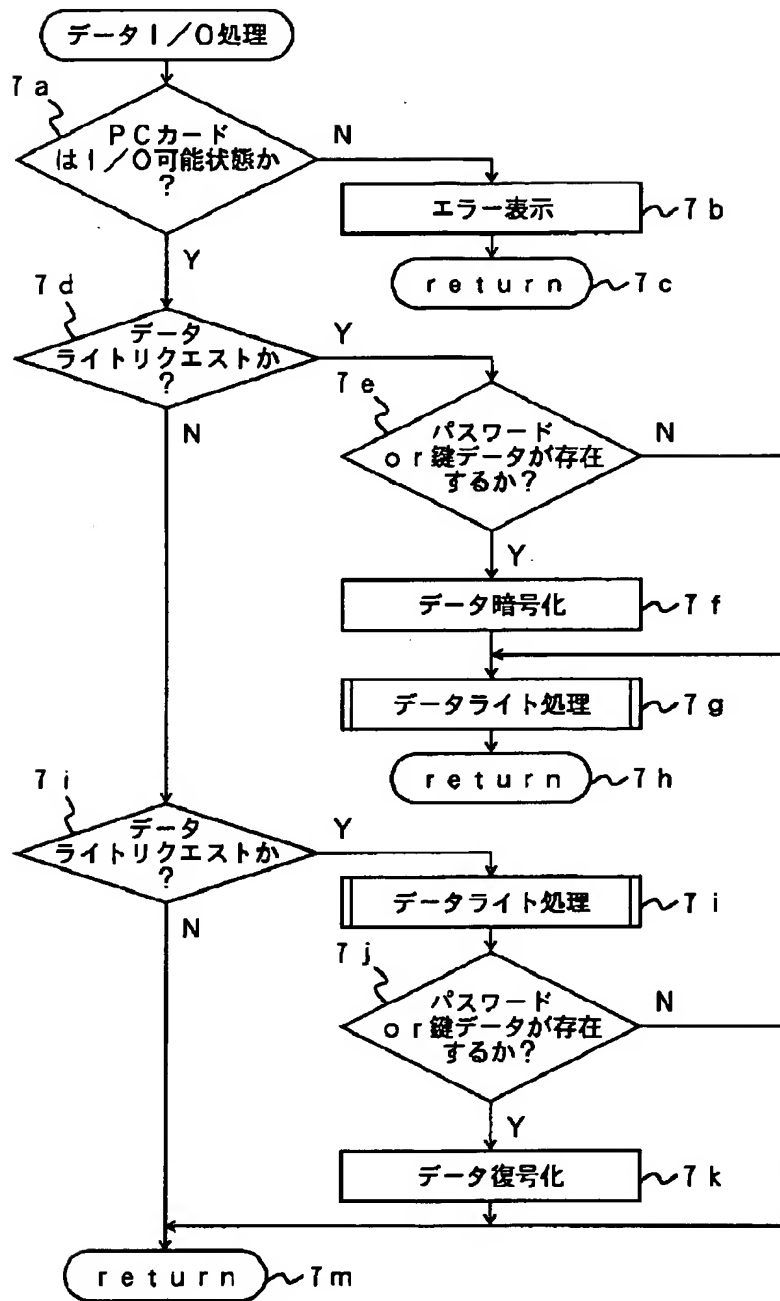 データI/O処理
7a
PCカード
はI/O可能状態か
?
N
エラー表示
7b
return
7c
Y
7d
データ
ライトリクエストか
?
Y
7e
パスワード
or鍵データが存在
するか?
N
N
Y
データ暗号化
7f
データライト処理
7g
return
7h
7i
データ
ライトリクエストか
?
Y
データライト処理
7i
N
7j
パスワード
or鍵データが存在
するか?
N
Y
データ復号化
7k
return
7m